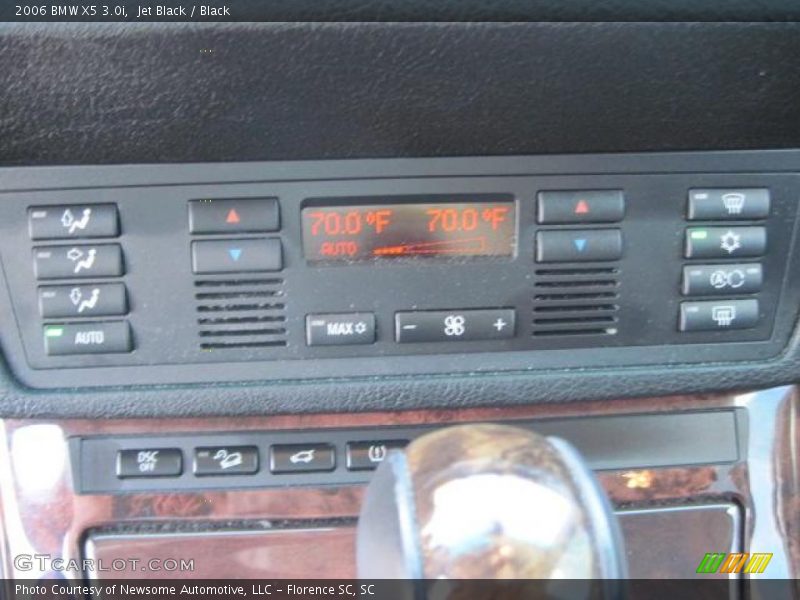 2006 BMW X5 3.0i, Jet Black / Black
70.0°F 70.0°F
AUTO
MAX
- +
AUTO
DSC
OFF
GTCARLOT.COM
Photo Courtesy of Newsome Automotive, LLC - Florence SC, SC